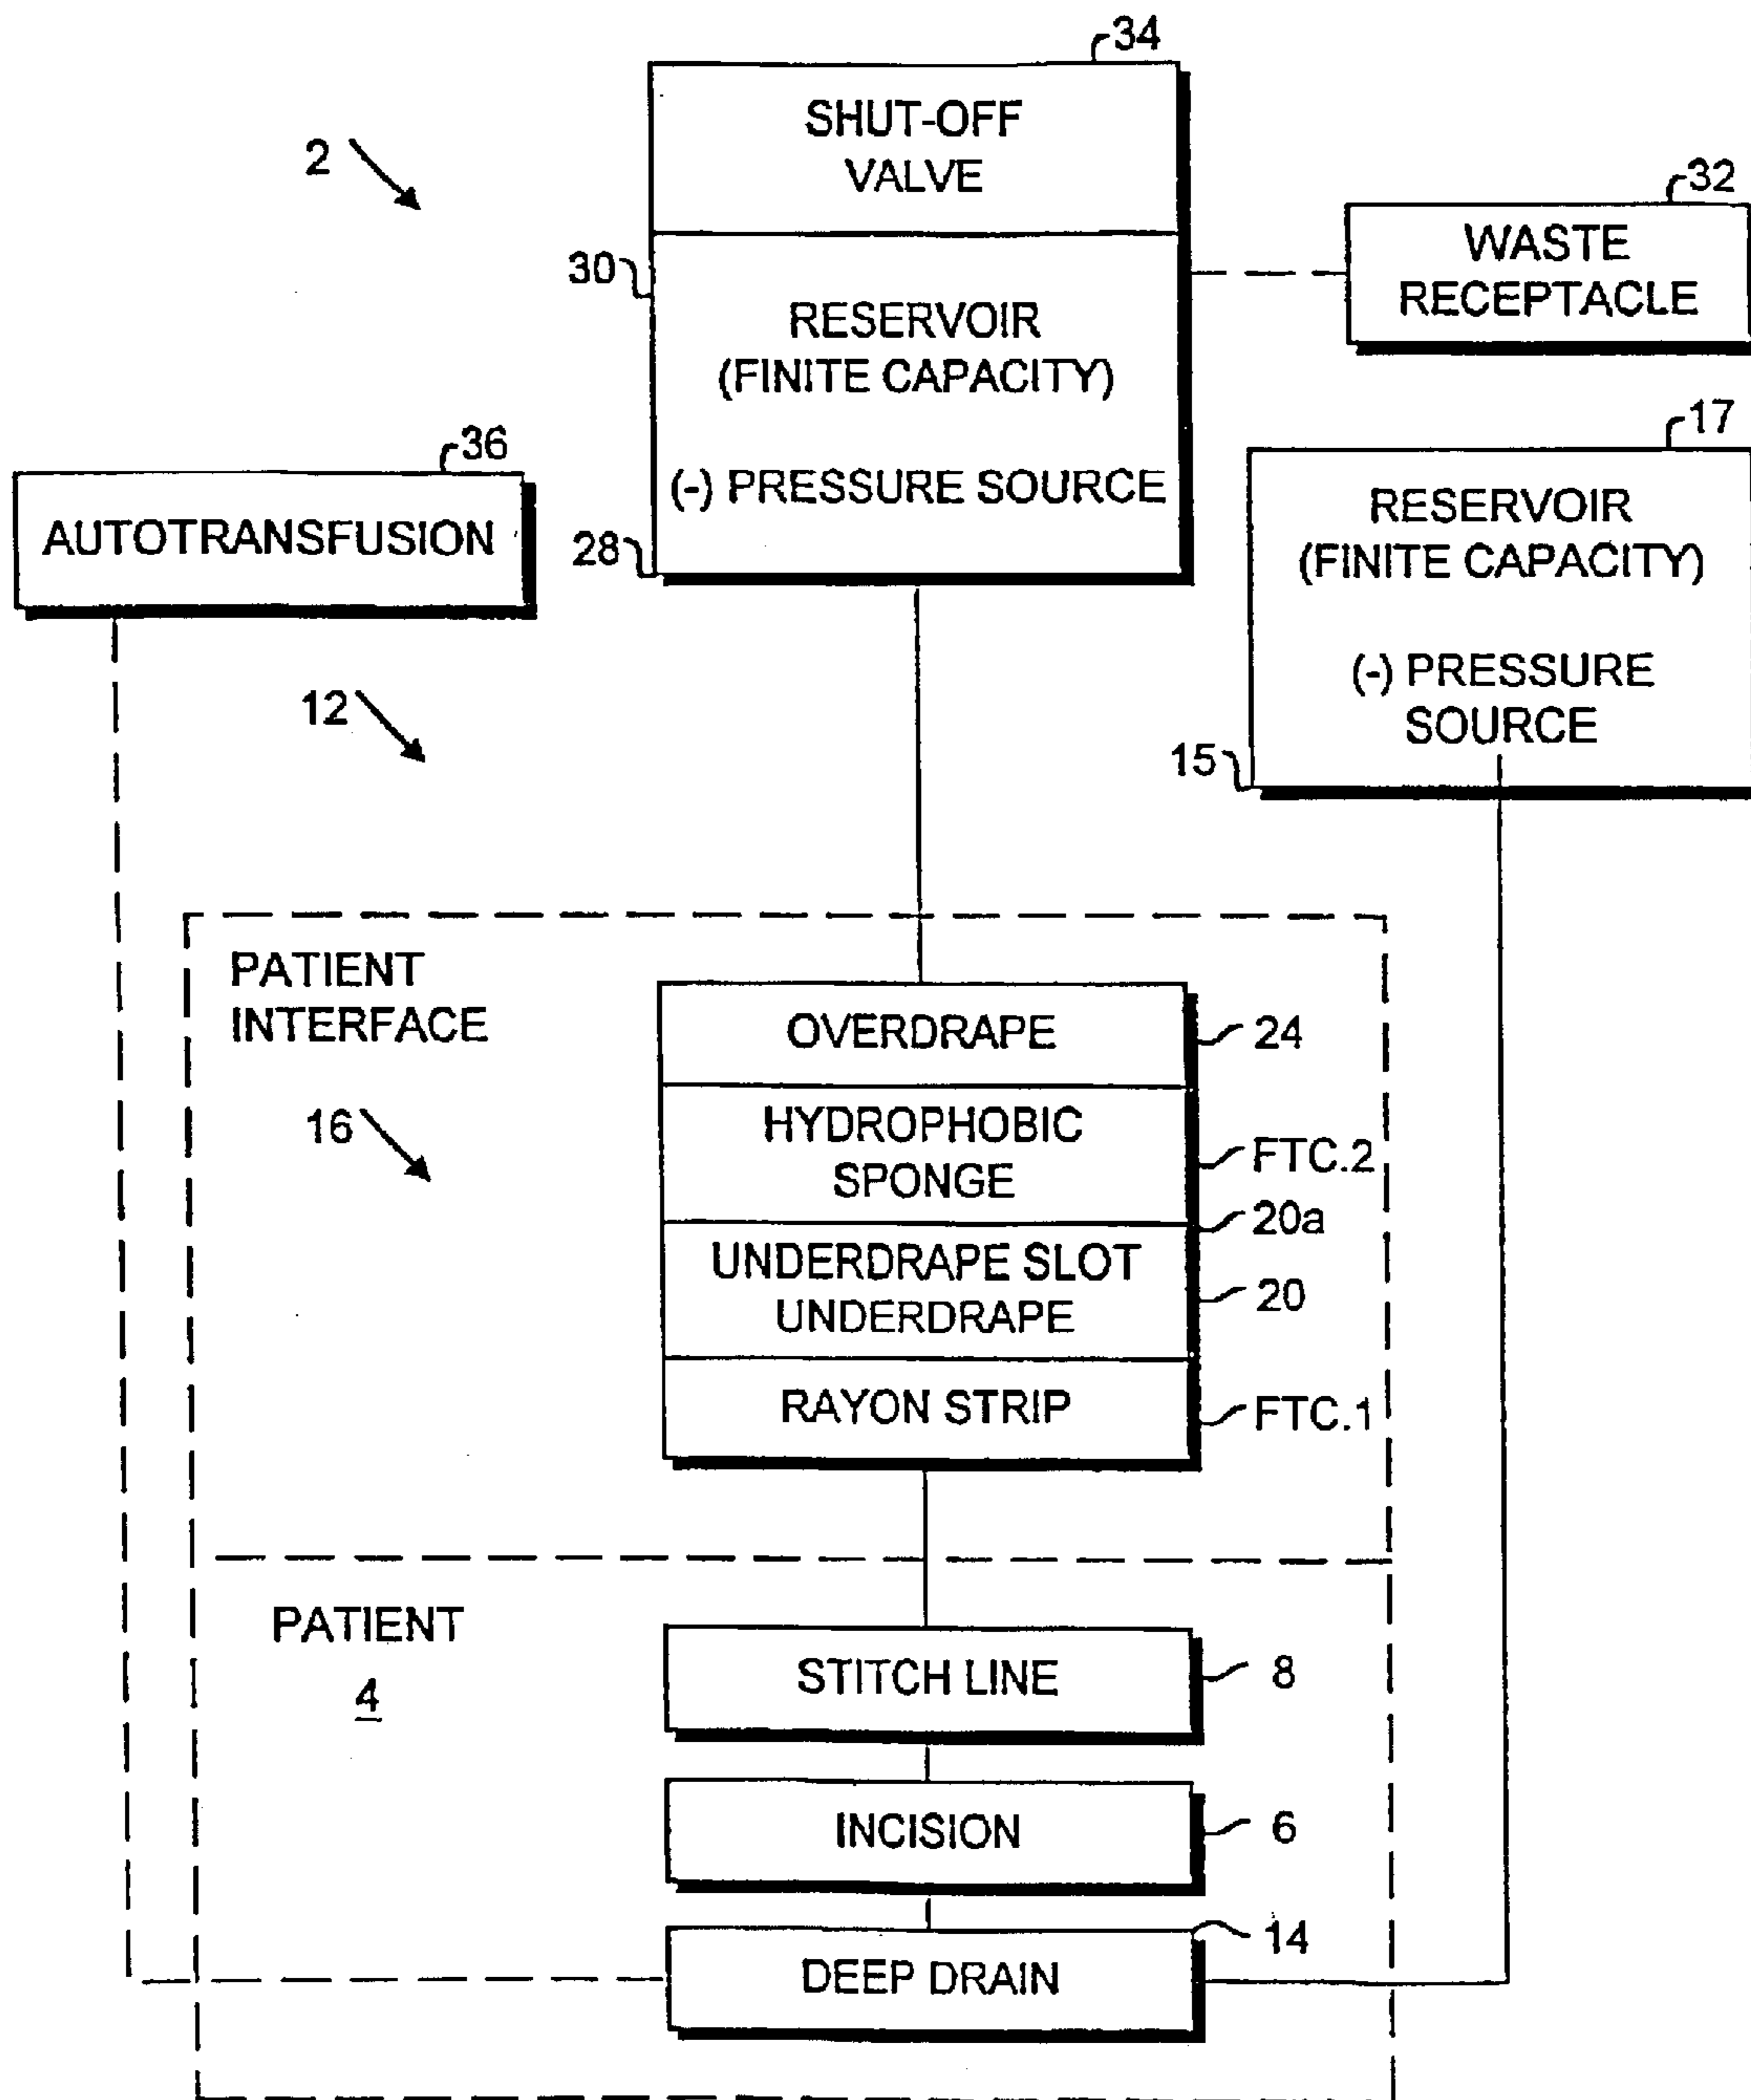 34
SHUT-OFF
VALVE
2
32
WASTE
RECEPTACLE
30
RESERVOIR
(FINITE CAPACITY)
(-) PRESSURE SOURCE
28
36
AUTOTRANSFUSION
17
RESERVOIR
(FINITE CAPACITY)
(-) PRESSURE
SOURCE
15
12
PATIENT
INTERFACE
16
OVERDRAPE
24
HYDROPHOBIC
SPONGE
FTC.2
20a
UNDERDRAPE SLOT
UNDERDRAPE
20
RAYON STRIP
FTC.1
PATIENT
4
STITCH LINE
8
INCISION
6
14
DEEP DRAIN